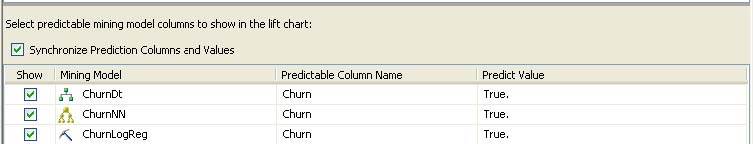 Select predictable mining model columns to show in the lift chart:
Synchronize Prediction Columns and Values
Show Mining Model Predictable Column Name Predict Value
ChurnDt Churn True.
ChurnNN Churn True.
ChurnLogReg Churn True.